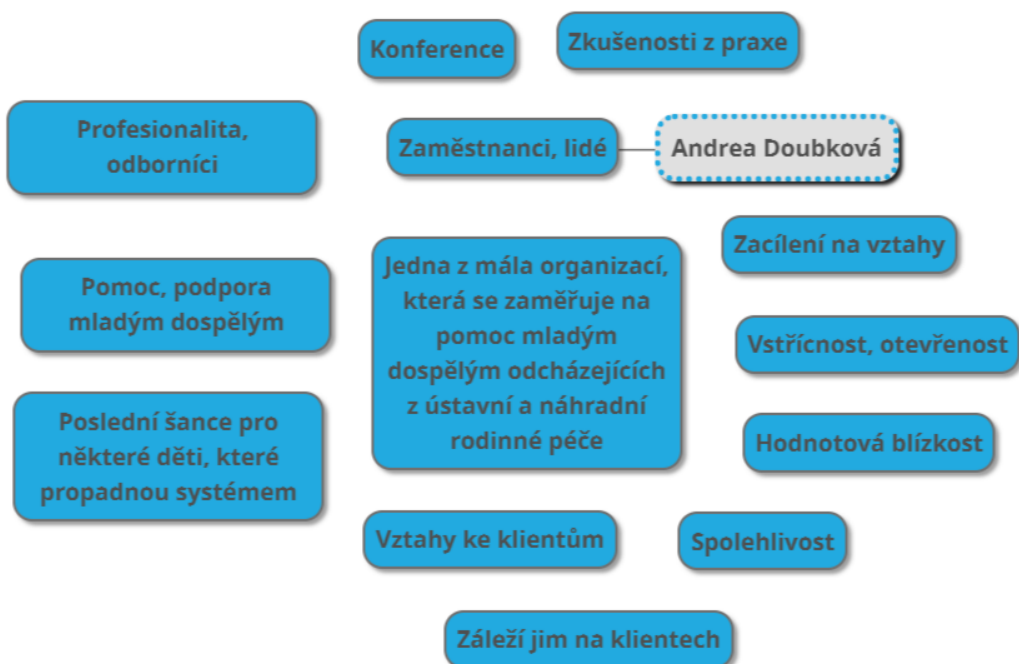 Konference
Zkušenosti z praxe
Profesionalita,
odborníci
Zaměstnanci, lidé
Andrea Doubková
Zacílení na vztahy
Pomoc, podpora
mladým dospělým
Jedna z mála organizací,
která se zaměřuje na
pomoc mladým
dospělým odcházejících
z ústavní a náhradní
rodinné péče
Vstřícnost, otevřenost
Poslední šance pro
některé děti, které
propadnou systémem
Hodnotová blízkost
Vztahy ke klientům
Spolehlivost
Záleží jim na klientech